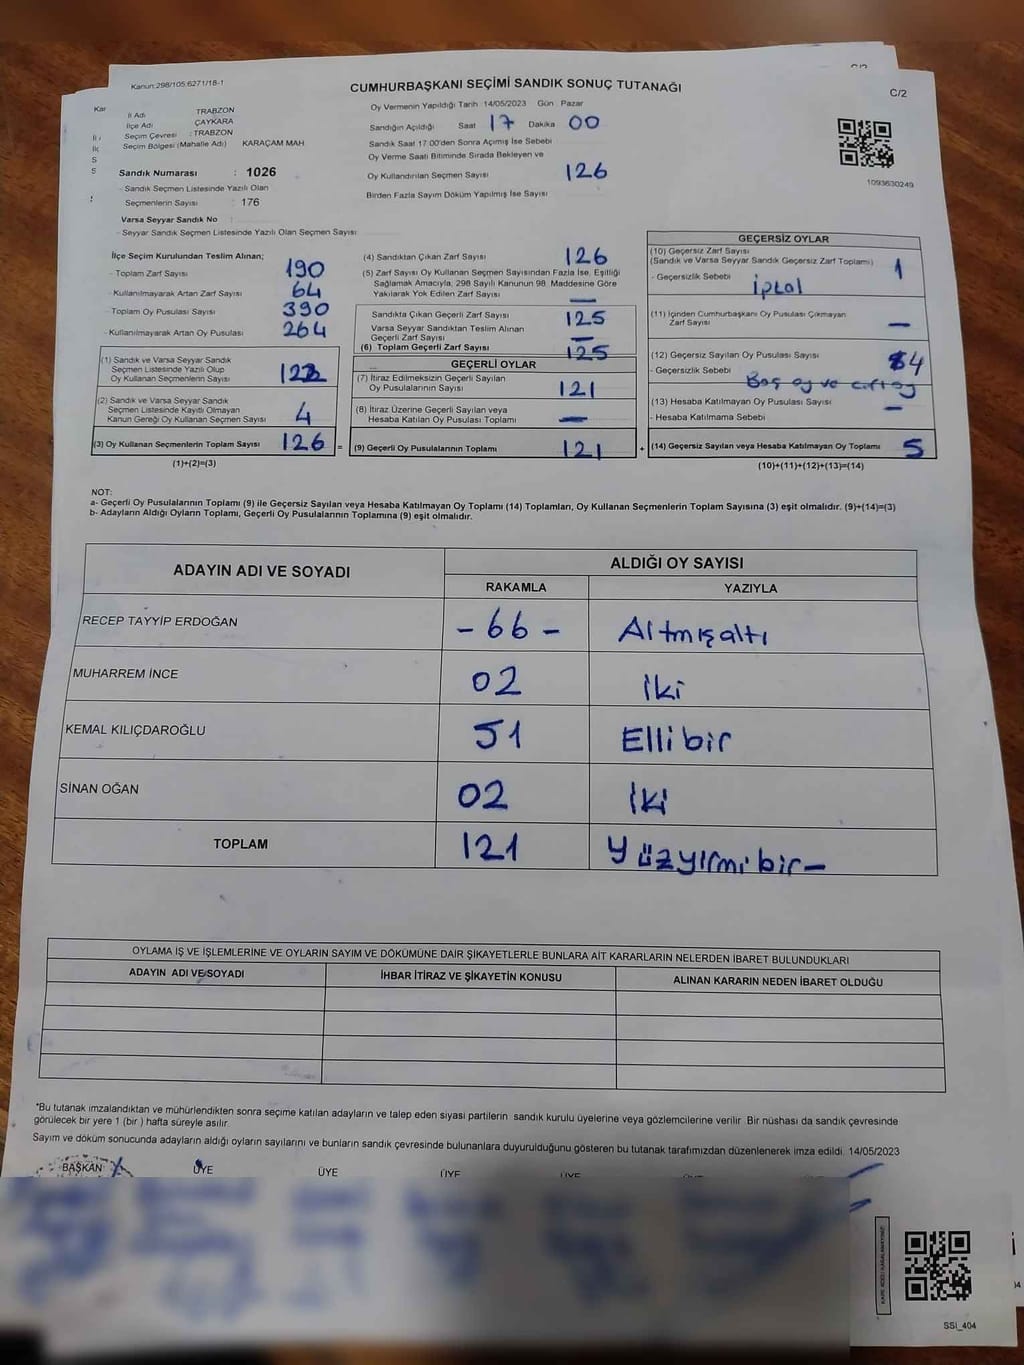 C/2
Kanun:298/105;6271/18-1
CUMHURBAŞKANI SEÇİMİ SANDIK SONUÇ TUTANAĞI
C/2
İl Adı TRABZON
İlçe Adı ÇAYKARA
Seçim Çevresi : TRABZON
Seçim Bölgesi (Mahalle Adı) KARAÇAM MAH
Sandık Numarası : 1026
- Sandık Seçmen Listesinde Yazılı Olan
Seçmenlerin Sayısı : 176
Varsa Seyyar Sandık No
- Seyyar Sandık Seçmen Listesinde Yazılı Olan Seçmen Sayısı
Oy Vermenin Yapıldığı Tarih 14/05/2023 Gün Pazar
Sandığın Açıldığı Saat 17 Dakika 00
Sandık Saat 17:00'den Sonra Açılmış İse Sebebi
Oy Verme Saati Bitiminde Sırada Bekleyen ve
Oy Kullandırılan Seçmen Sayısı 126
Birden Fazla Sayım Döküm Yapılmış İse Sayısı
1093630249
İlçe Seçim Kurulundan Teslim Alınan;
- Toplam Zarf Sayısı 190
- Kullanılmayarak Artan Zarf Sayısı 64
- Toplam Oy Pusulası Sayısı 390
- Kullanılmayarak Artan Oy Pusulası 264
(1) Sandık ve Varsa Seyyar Sandık
Seçmen Listesinde Yazılı Olup
Oy Kullanan Seçmenlerin Sayısı
(2) Sandık ve Varsa Seyyar Sandık
Seçmen Listesinde Kayıtlı Olmayan
Kanun Gereği Oy Kullanan Seçmen Sayısı 4
(3) Oy Kullanan Seçmenlerin Toplam Sayısı 126 =
(1)+(2)=(3)
(4) Sandıktan Çıkan Zarf Sayısı 126
(5) Zarf Sayısı Oy Kullanan Seçmen Sayısından Fazla İse, Eşitliği
Sağlamak Amacıyla, 298 Sayılı Kanunun 98. Maddesine Göre
Yakılarak Yok Edilen Zarf Sayısı —
Sandıkta Çıkan Geçerli Zarf Sayısı 125
Varsa Seyyar Sandıktan Teslim Alınan
Geçerli Zarf Sayısı —
(6) Toplam Geçerli Zarf Sayısı 125
GEÇERLİ OYLAR
(7) İtiraz Edilmeksizin Geçerli Sayılan
Oy Pusulalarının Sayısı 121
(8) İtiraz Üzerine Geçerli Sayılan veya
Hesaba Katılan Oy Pusulası Toplamı —
(9) Geçerli Oy Pusulalarının Toplamı 121 +
GEÇERSİZ OYLAR
(10) Geçersiz Zarf Sayısı
(Sandık ve Varsa Seyyar Sandık Geçersiz Zarf Toplamı) 1
- Geçersizlik Sebebi iptal
(11) İçinden Cumhurbaşkanı Oy Pusulası Çıkmayan
Zarf Sayısı —
(12) Geçersiz Sayılan Oy Pusulası Sayısı 4
- Geçersizlik Sebebi Boş oy ve çift oy
(13) Hesaba Katılmayan Oy Pusulası Sayısı —
- Hesaba Katılmama Sebebi
(14) Geçersiz Sayılan veya Hesaba Katılmayan Oy Toplamı 5
(10)+(11)+(12)+(13)=(14)
NOT:
a- Geçerli Oy Pusulalarının Toplamı (9) ile Geçersiz Sayılan veya Hesaba Katılmayan Oy Toplamı (14) Toplamları, Oy Kullanan Seçmenlerin Toplam Sayısına (3) eşit olmalıdır. (9)+(14)=(3)
b- Adayların Aldığı Oyların Toplamı, Geçerli Oy Pusulalarının Toplamına (9) eşit olmalıdır.
ADAYIN ADI VE SOYADI ALDIĞI OY SAYISI
RAKAMLA YAZIYLA
RECEP TAYYİP ERDOĞAN -66- Altmışaltı
MUHARREM İNCE 02 İki
KEMAL KILIÇDAROĞLU 51 Ellibir
SİNAN OĞAN 02 İki
TOPLAM 121 Yüzyirmibir-
OYLAMA İŞ VE İŞLEMLERİNE VE OYLARIN SAYIM VE DÖKÜMÜNE DAİR ŞİKAYETLERLE BUNLARA AİT KARARLARIN NELERDEN İBARET BULUNDUKLARI
ADAYIN ADI VE SOYADI İHBAR İTİRAZ VE ŞİKAYETİN KONUSU ALINAN KARARIN NEDEN İBARET OLDUĞU
*Bu tutanak imzalandıktan ve mühürlendikten sonra seçime katılan adayların ve talep eden siyasi partilerin sandık kurulu üyelerine veya gözlemcilerine verilir. Bir nüshası da sandık çevresinde
görülecek bir yere 1 (bir ) hafta süreyle asılır.
Sayım ve döküm sonucunda adayların aldığı oyların sayılarını ve bunların sandık çevresinde bulunanlara duyurulduğunu gösteren bu tutanak tarafımızdan düzenlenerek imza edildi. 14/05/2023
BAŞKAN ÜYE ÜYE ÜYE ÜYE
SSI_404